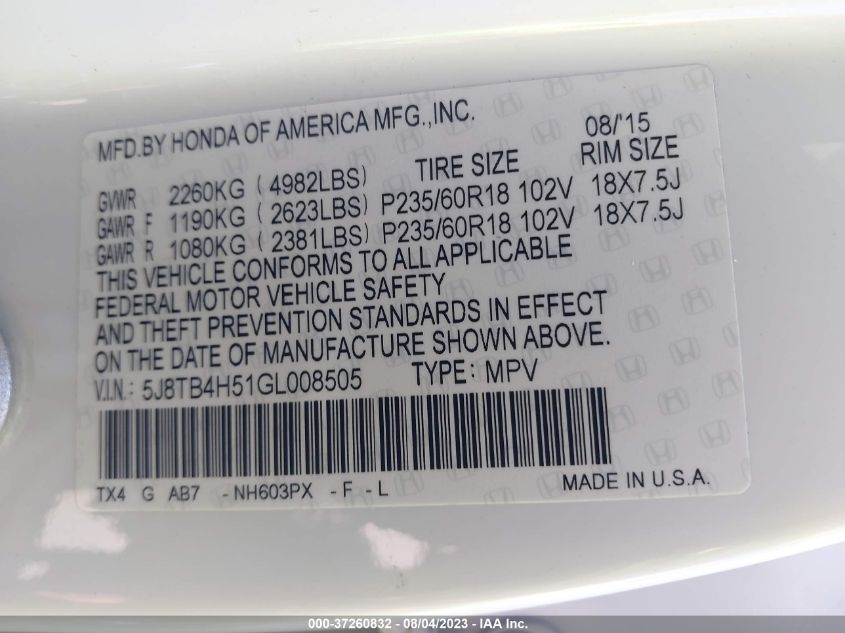 MFD.BY HONDA OF AMERICA MFG.,INC. 08/'15
TIRE SIZE RIM SIZE
GVWR 2260KG ( 4982LBS)
GAWR F 1190KG ( 2623LBS) P235/60R18 102V 18X7.5J
GAWR R 1080KG ( 2381LBS) P235/60R18 102V 18X7.5J
THIS VEHICLE CONFORMS TO ALL APPLICABLE
FEDERAL MOTOR VEHICLE SAFETY
AND THEFT PREVENTION STANDARDS IN EFFECT
ON THE DATE OF MANUFACTURE SHOWN ABOVE.
V.I.N.: 5J8TB4H51GL008505 TYPE: MPV
TX4 G AB7 -NH603PX -F -L MADE IN U.S.A.
000-37260832 - 08/04/2023 - IAA Inc.